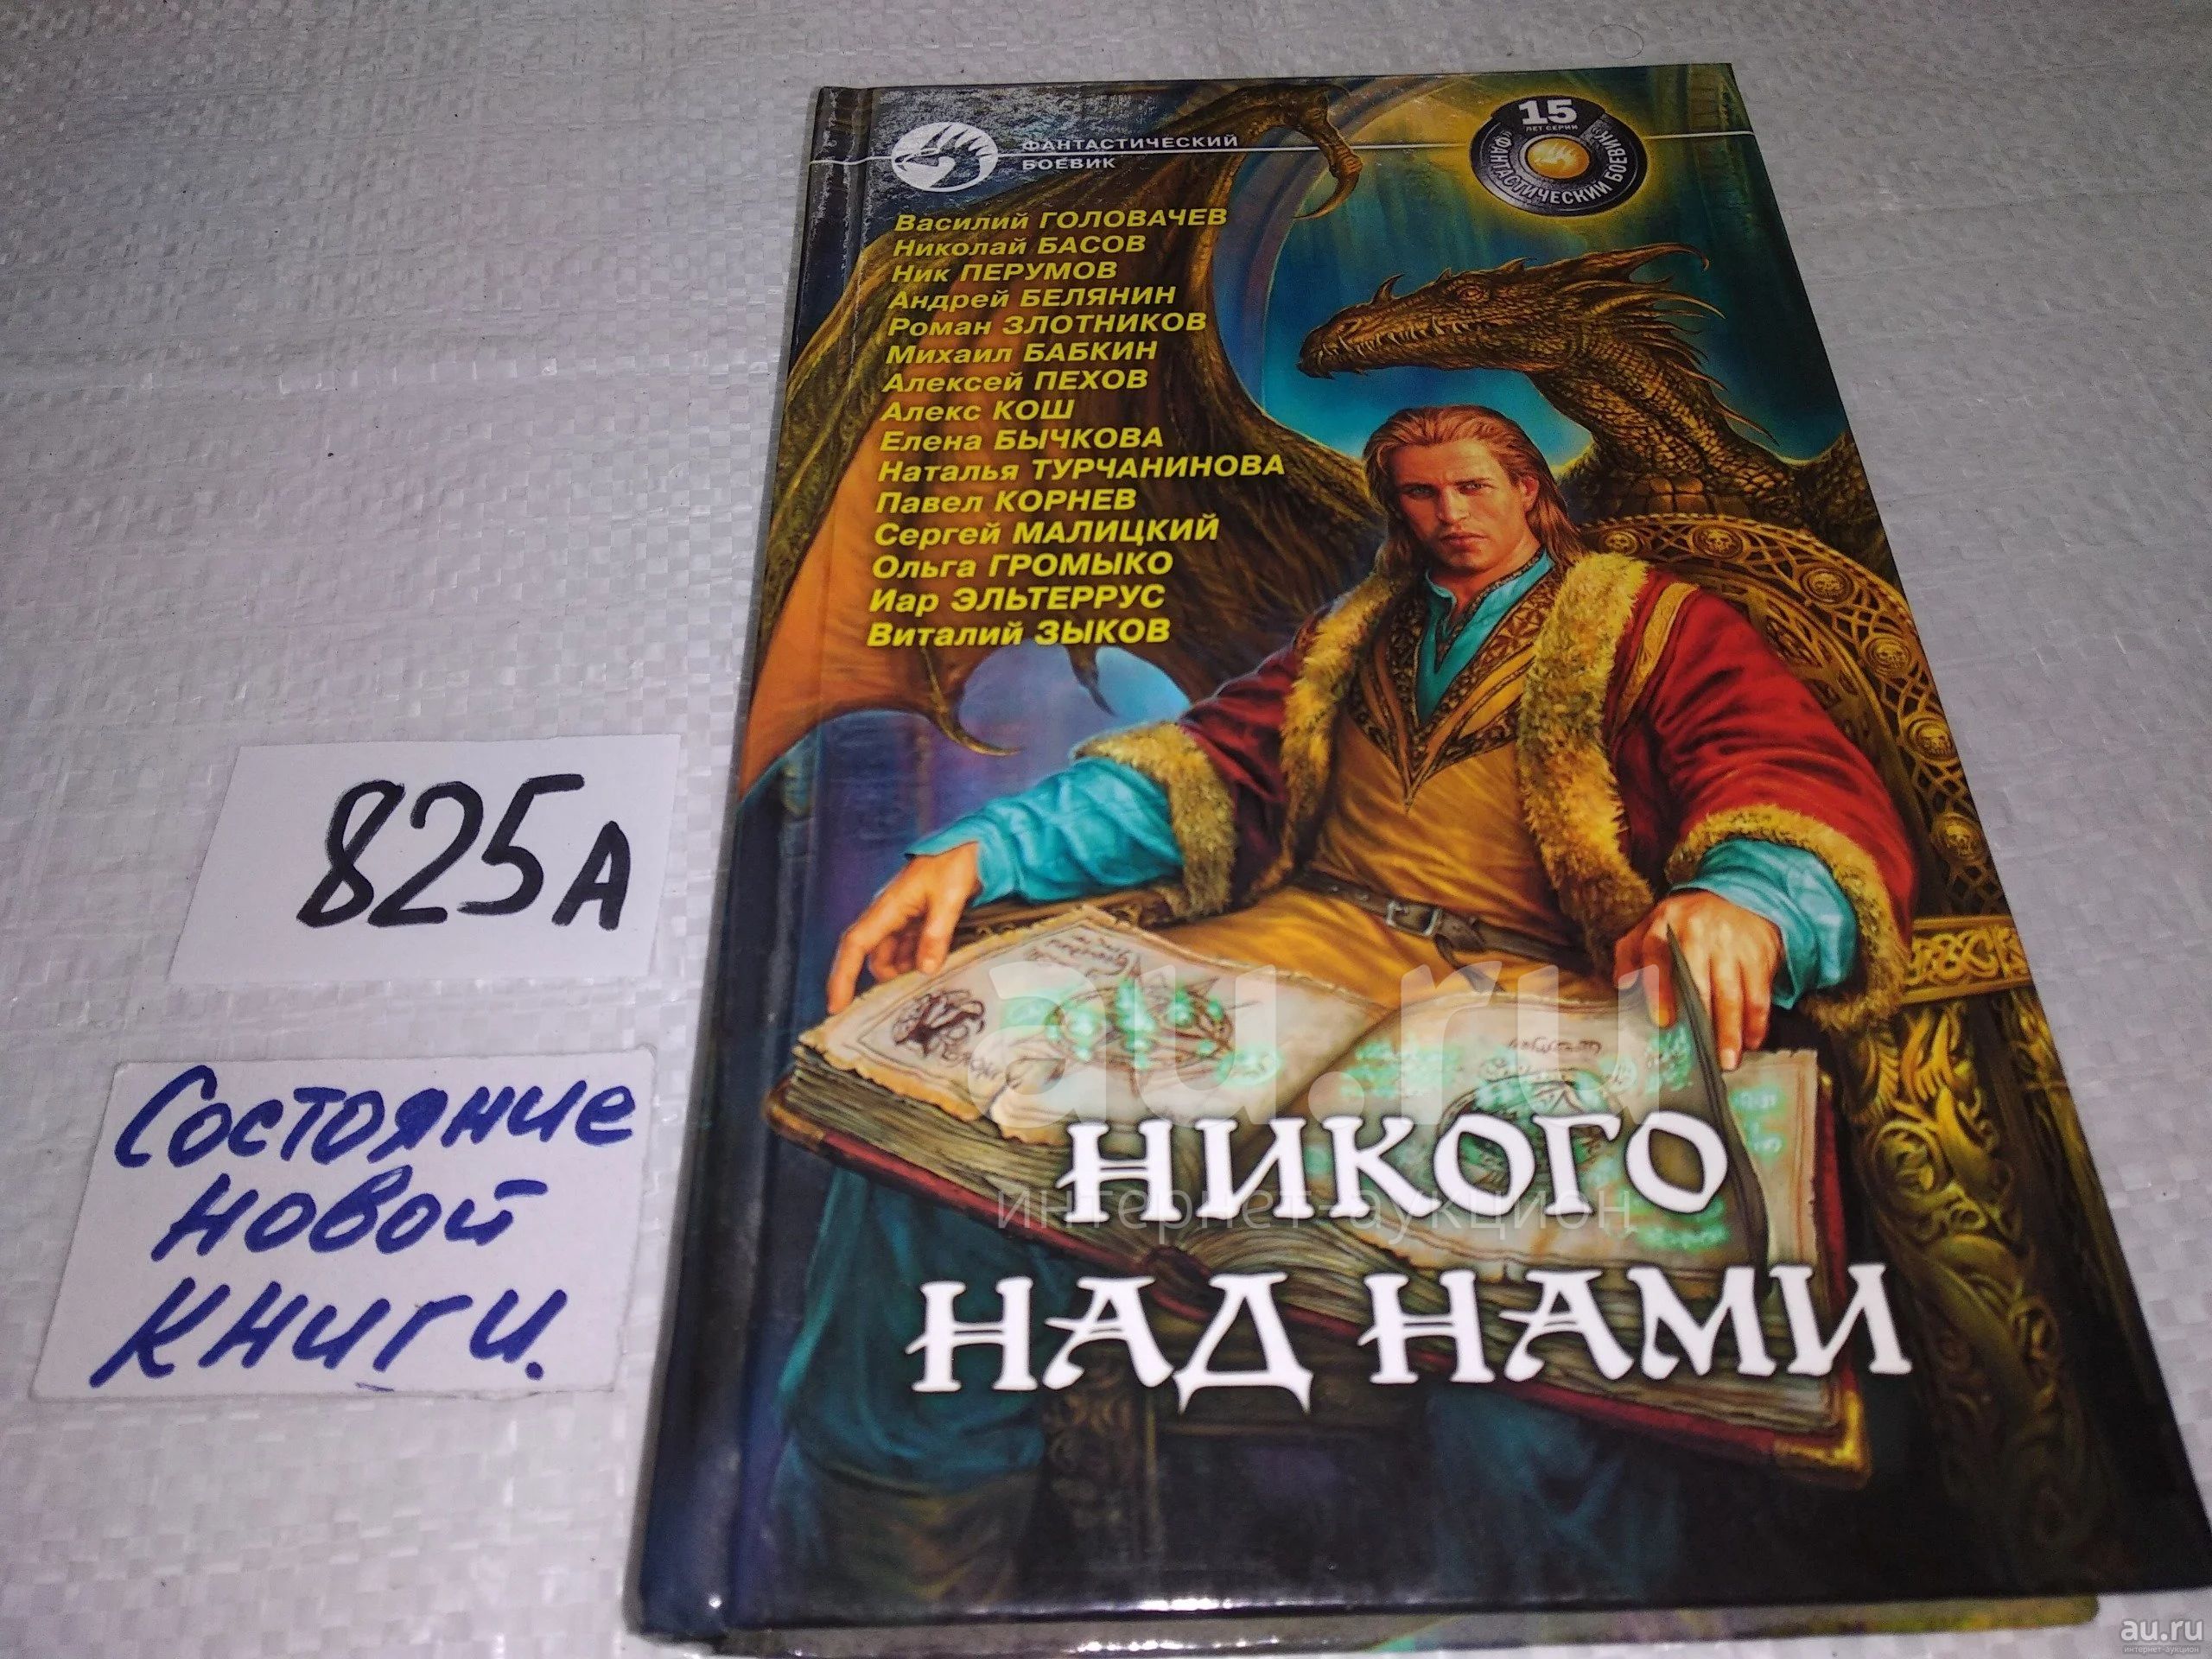 ФАНТАСТИЧЕСКИЙ
БОЕВИК
15
ЛЕТ СЕРИИ
"ФАНТАСТИЧЕСКИЙ БОЕВИК"
Василий ГОЛОВАЧЕВ
Николай БАСОВ
Ник ПЕРУМОВ
Андрей БЕЛЯНИН
Роман ЗЛОТНИКОВ
Михаил БАБКИН
Алексей ПЕХОВ
Алекс КОШ
Елена БЫЧКОВА
Наталья ТУРЧАНИНОВА
Павел КОРНЕВ
Сергей МАЛИЦКИЙ
Ольга ГРОМЫКО
Иар ЭЛЬТЕРРУС
Виталий ЗЫКОВ
825А
Состояние
новой
книги.
au.ru
интернет-аукцион
НИКОГО
НАД НАМИ
au.ru
интернет-аукцион